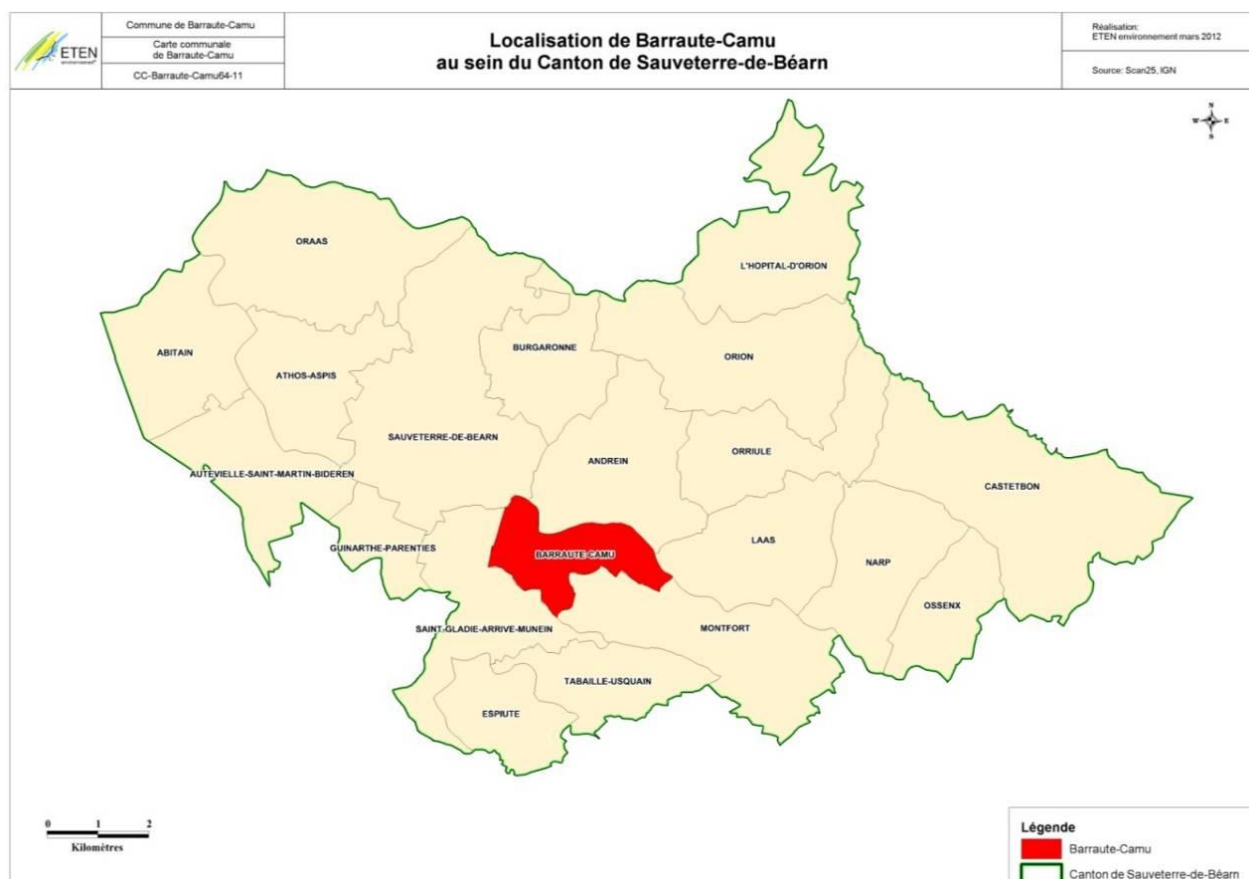 ETEN
environnement
Commune de Barraute-Camu
Carte communale
de Barraute-Camu
CC-Barraute-Camu64-11
Localisation de Barraute-Camu
au sein du Canton de Sauveterre-de-Béarn
Réalisation:
ETEN environnement mars 2012
Source: Scan25, IGN
N
W E
S
ORAAS
L'HOPITAL-D'ORION
ABITAIN
BURGARONNE
ORION
ATHOS-ASPIS
SAUVETERRE-DE-BEARN
ANDREIN
ORRIULE
AUTEVIELLE-SAINT-MARTIN-BIDEREN
CASTETBON
GUINARTHE-PARENTIES
BARRAUTE-CAMU
LAAS
NARP
OSSENX
SAINT-GLADIE-ARRIVE-MUNEIN
MONTFORT
TABAILLE-USQUAIN
ESPIUTE
0 1 2
Kilomètres
Légende
Barraute-Camu
Canton de Sauveterre-de-Béarn